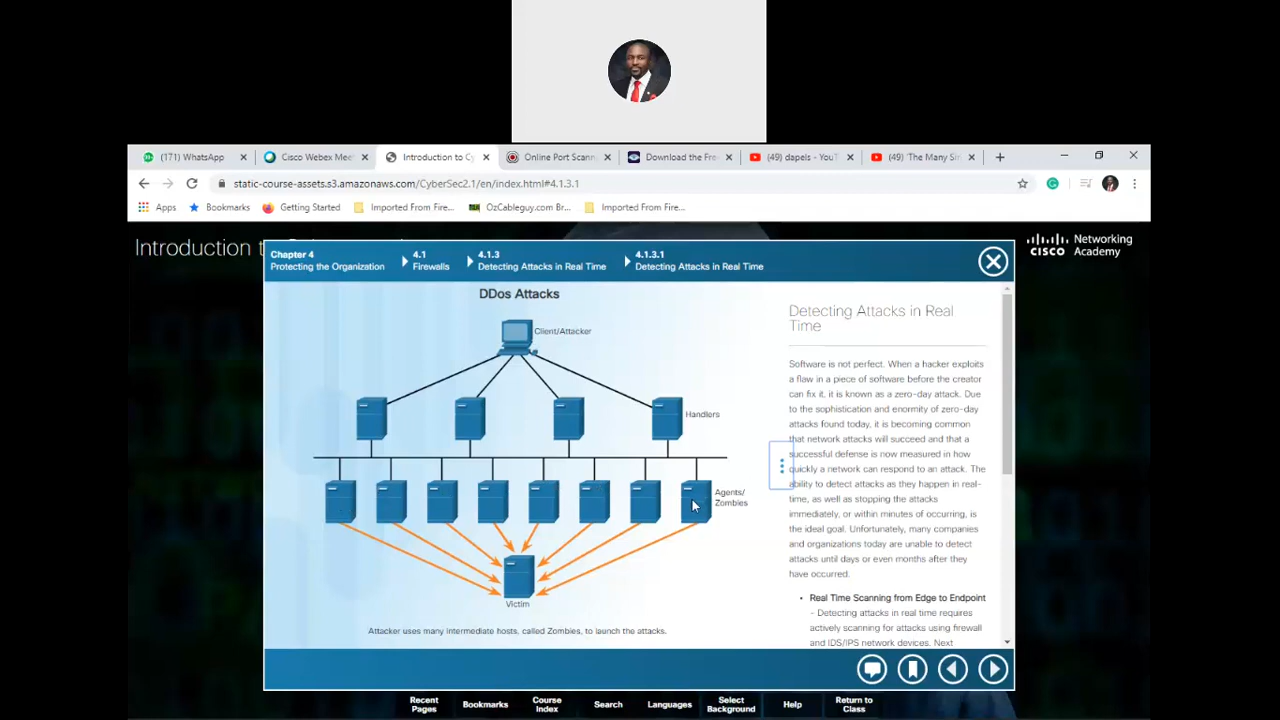 (171) WhatsApp
Cisco Webex Mee
Introduction to Cy
Online Port Scann
Download the Fre
(49) dapels - YouT
(49) 'The Many Si
static-course-assets.s3.amazonaws.com/CyberSec2.1/en/index.html#4.1.3.1
Apps
Bookmarks
Getting Started
Imported From Fire...
OzCableguy.com Br...
Imported From Fire...
Introduction t
CISCO
Networking
Academy
Chapter 4
Protecting the Organization
4.1
Firewalls
4.1.3
Detecting Attacks in Real Time
4.1.3.1
Detecting Attacks in Real Time
DDos Attacks
Client/Attacker
Handlers
Agents/
Zombies
Victim
Attacker uses many intermediate hosts, called Zombies, to launch the attacks.
Detecting Attacks in Real
Time
Software is not perfect. When a hacker exploits
a flaw in a piece of software before the creator
can fix it, it is known as a zero-day attack. Due
to the sophistication and enormity of zero-day
attacks found today, it is becoming common
that network attacks will succeed and that a
successful defense is now measured in how
quickly a network can respond to an attack. The
ability to detect attacks as they happen in real-
time, as well as stopping the attacks
immediately, or within minutes of occurring, is
the ideal goal. Unfortunately, many companies
and organizations today are unable to detect
attacks until days or even months after they
have occurred.
• Real Time Scanning from Edge to Endpoint
- Detecting attacks in real time requires
actively scanning for attacks using firewall
and IDS/IPS network devices. Next
Recent
Pages
Bookmarks
Course
Index
Search
Languages
Select
Background
Help
Return to
Class